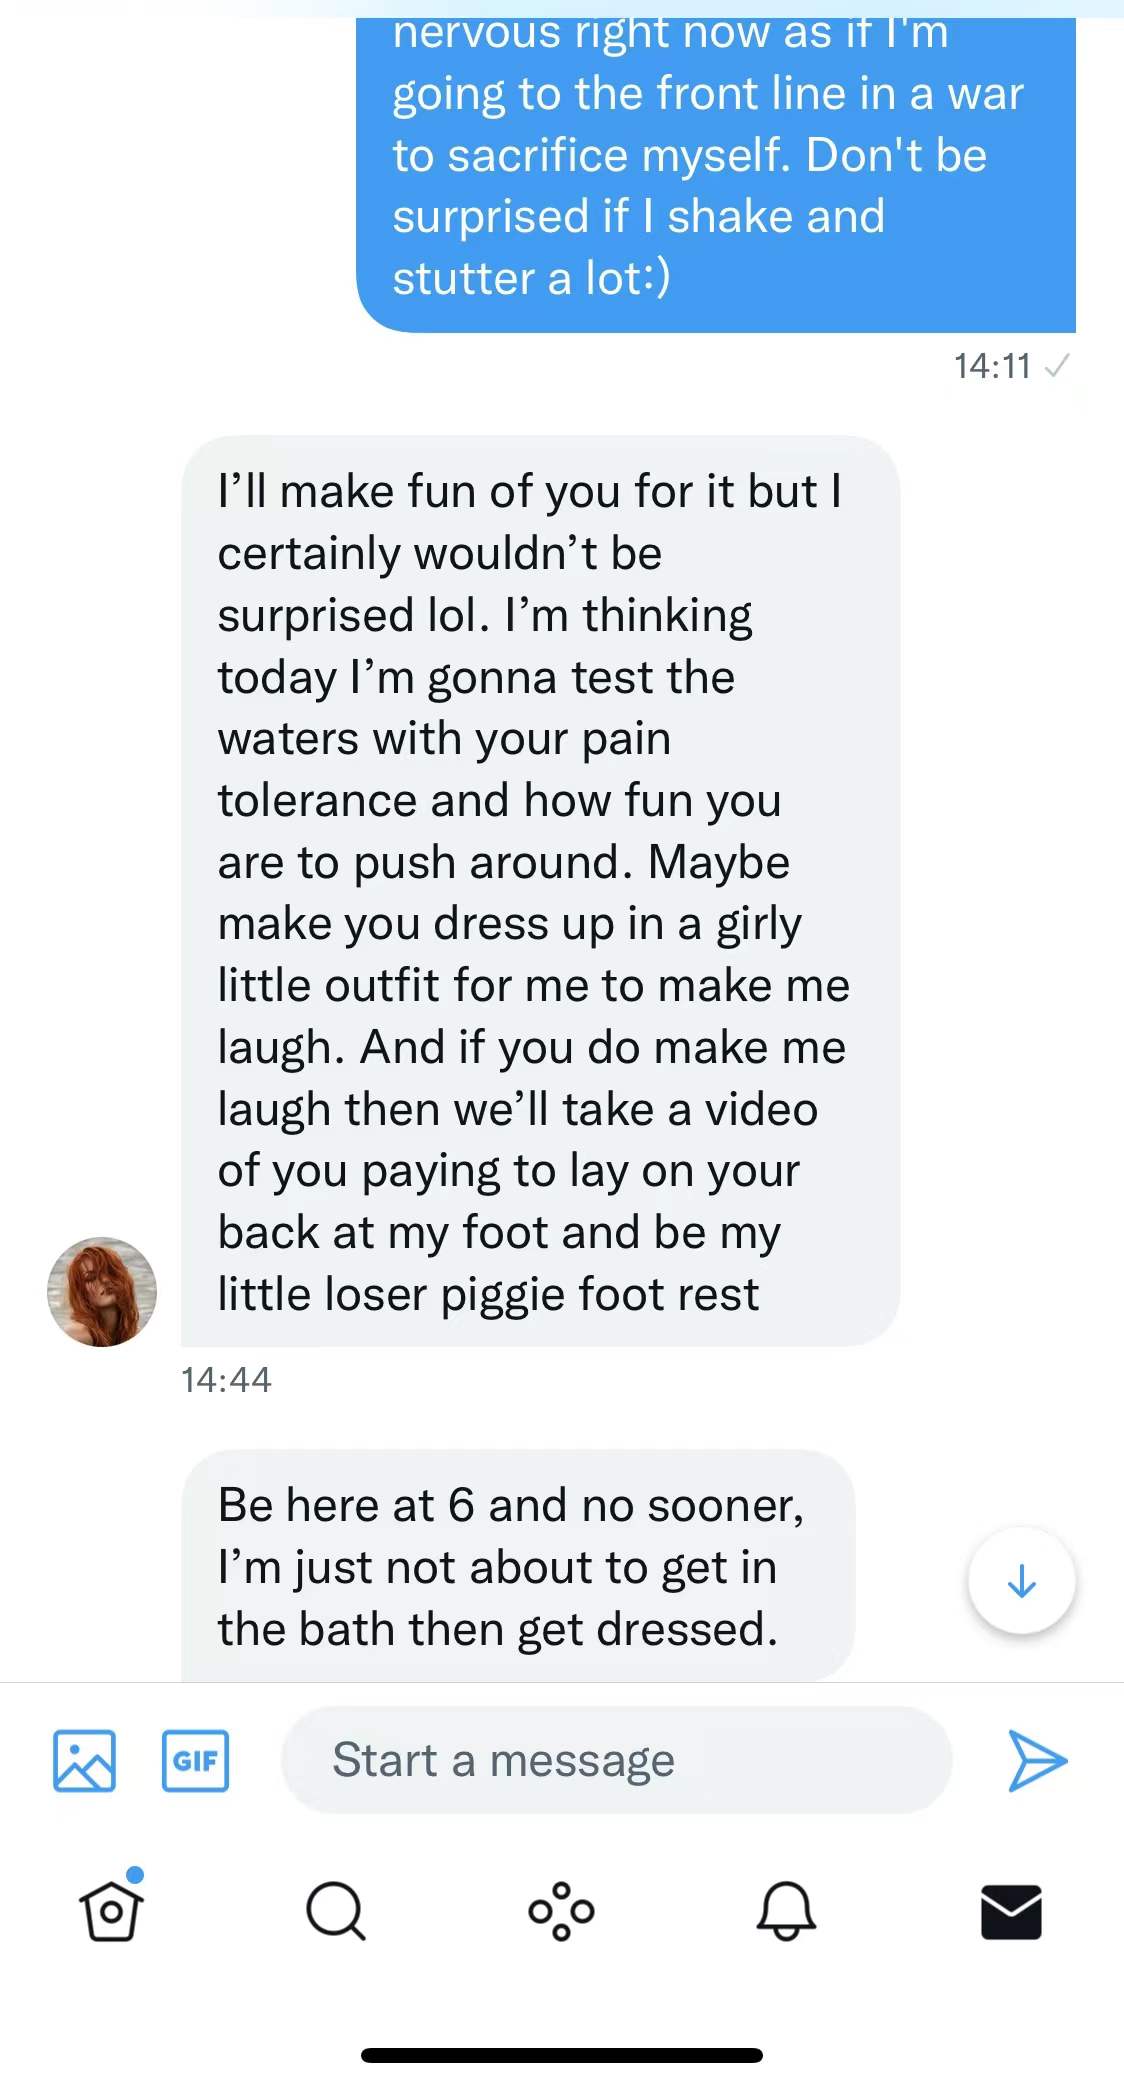 nervous right now as if I'm
going to the front line in a war
to sacrifice myself. Don't be
surprised if I shake and
stutter a lot:)
14:11
I’ll make fun of you for it but I
certainly wouldn’t be
surprised lol. I’m thinking
today I’m gonna test the
waters with your pain
tolerance and how fun you
are to push around. Maybe
make you dress up in a girly
little outfit for me to make me
laugh. And if you do make me
laugh then we’ll take a video
of you paying to lay on your
back at my foot and be my
little loser piggie foot rest
14:44
Be here at 6 and no sooner,
I’m just not about to get in
the bath then get dressed.
GIF
Start a message